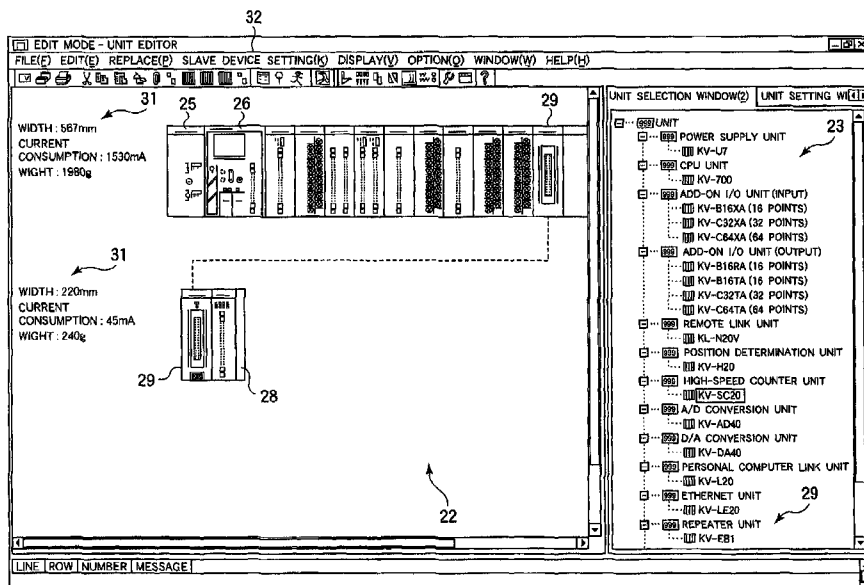 32
EDIT MODE - UNIT EDITOR
FILE(F) EDIT(E) REPLACE(P) SLAVE DEVICE SETTING(K) DISPLAY(V) OPTION(O) WINDOW(W) HELP(H)
31
25
26
29
WIDTH : 567mm
CURRENT
CONSUMPTION : 1530mA
WIGHT : 1980g
31
WIDTH : 220mm
CURRENT
CONSUMPTION : 45mA
WIGHT : 240g
29
28
22
UNIT SELECTION WINDOW(2) UNIT SETTING WI
23
UNIT
POWER SUPPLY UNIT
KV-U7
CPU UNIT
KV-700
ADD-ON I/O UNIT (INPUT)
KV-B16XA (16 POINTS)
KV-C32XA (32 POINTS)
KV-C64XA (64 POINTS)
ADD-ON I/O UNIT (OUTPUT)
KV-B16RA (16 POINTS)
KV-B16TA (16 POINTS)
KV-C32TA (32 POINTS)
KV-C64TA (64 POINTS)
REMOTE LINK UNIT
KL-N20V
POSITION DETERMINATION UNIT
KV-H20
HIGH-SPEED COUNTER UNIT
KV-SC20
A/D CONVERSION UNIT
KV-AD40
D/A CONVERSION UNIT
KV-DA40
PERSONAL COMPUTER LINK UNIT
KV-L20
ETHERNET UNIT
KV-LE20
29
REPEATER UNIT
KV-EB1
LINE ROW NUMBER MESSAGE